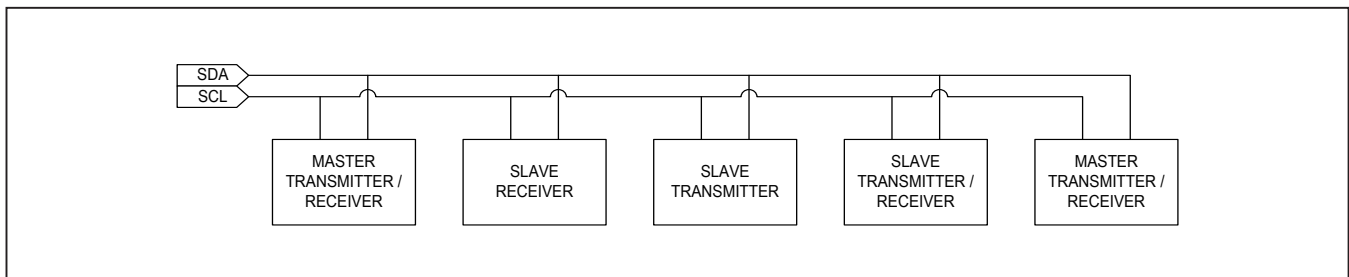 SDA
SCL
MASTER
TRANSMITTER /
RECEIVER
SLAVE
RECEIVER
SLAVE
TRANSMITTER
SLAVE
TRANSMITTER /
RECEIVER
MASTER
TRANSMITTER /
RECEIVER